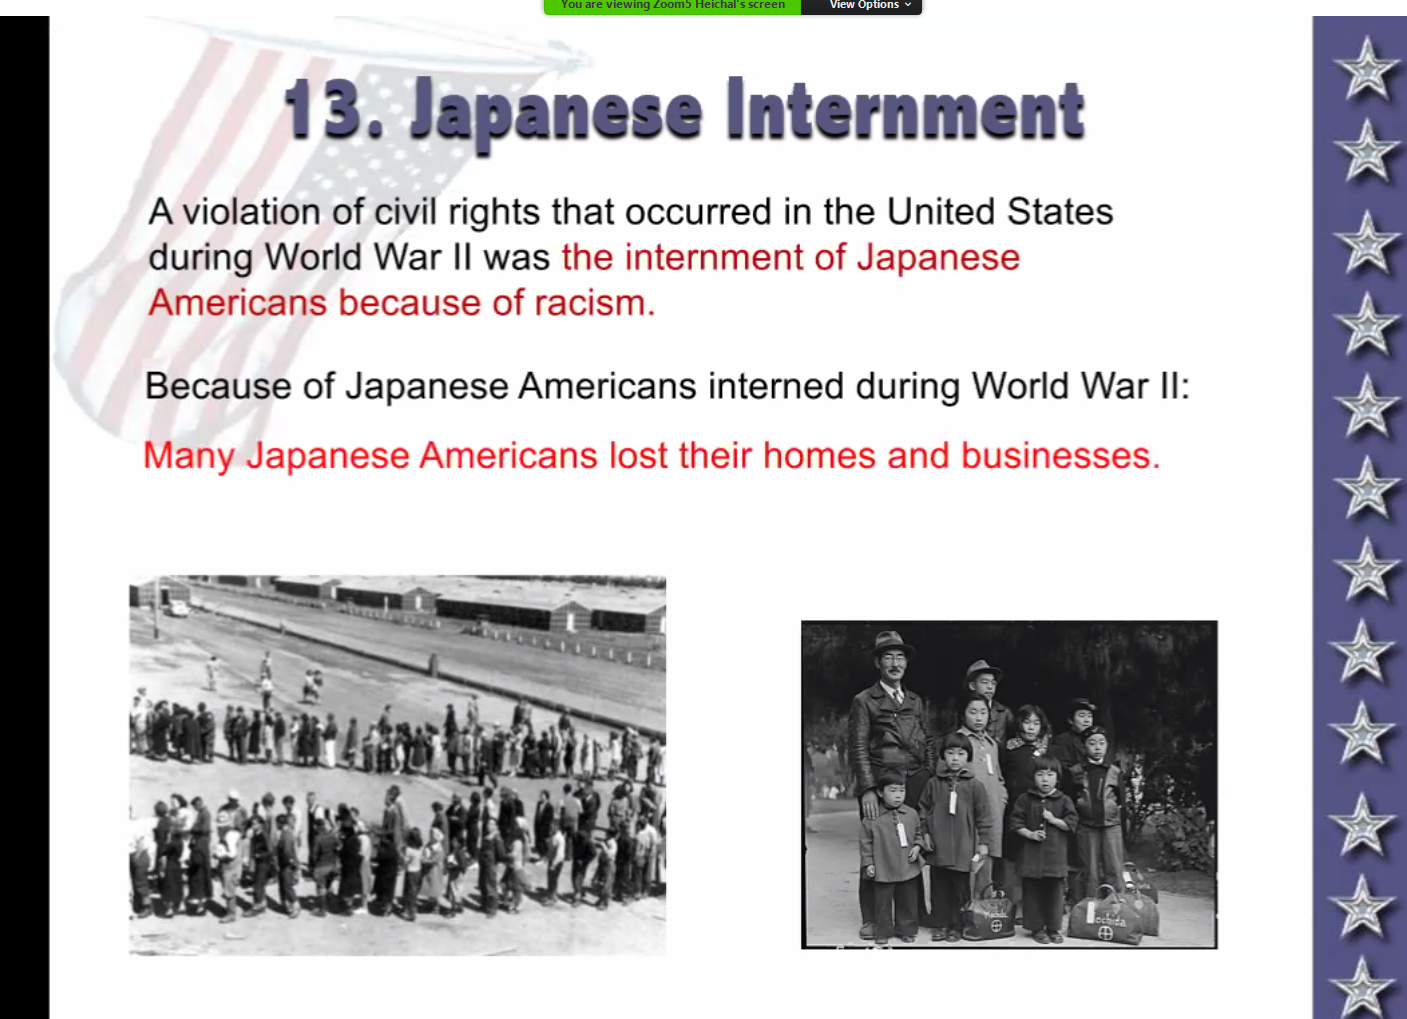 You are viewing Zoom5 Heichal's screen
View Options
13. Japanese Internment
A violation of civil rights that occurred in the United States
during World War II was the internment of Japanese
Americans because of racism.
Because of Japanese Americans interned during World War II:
Many Japanese Americans lost their homes and businesses.
Mochida